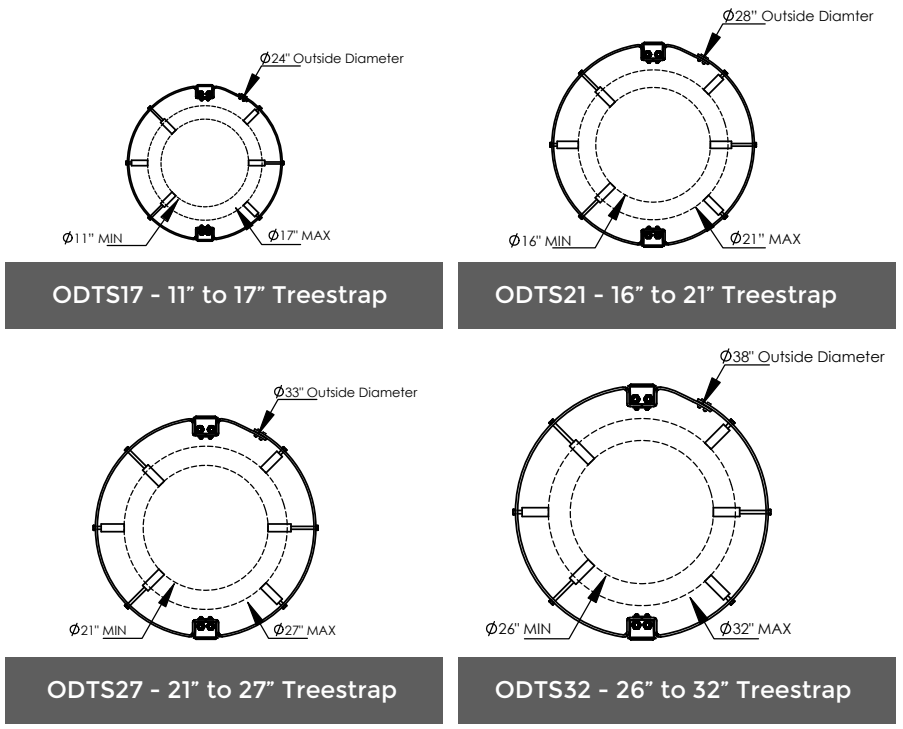 Ø24" Outside Diameter
Ø11" MIN
Ø17" MAX
ODTS17 - 11” to 17” Treestrap
Ø28" Outside Diamter
Ø16" MIN
Ø21" MAX
ODTS21 - 16” to 21” Treestrap
Ø33" Outside Diameter
Ø21" MIN
Ø27" MAX
ODTS27 - 21” to 27” Treestrap
Ø38" Outside Diameter
Ø26" MIN
Ø32" MAX
ODTS32 - 26” to 32” Treestrap